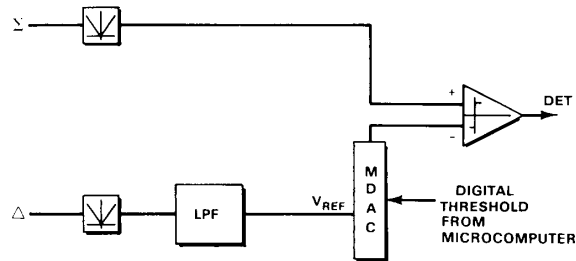 Σ
+
DET
-
M
D
A
C
Δ
LPF
VREF
DIGITAL
THRESHOLD
FROM
MICROCOMPUTER